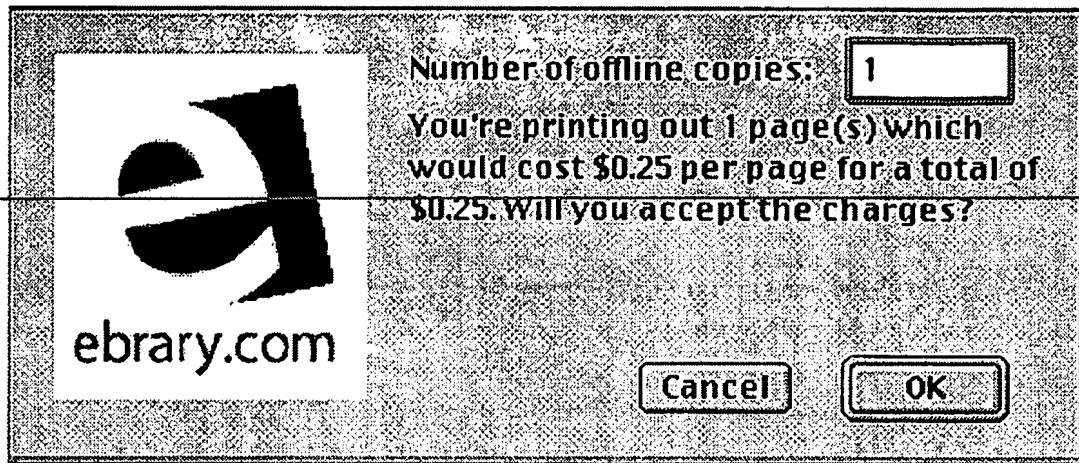 Number of offline copies: 1
You're printing out 1 page(s) which
would cost $0.25 per page for a total of
$0.25. Will you accept the charges?
ebrary.com
Cancel
OK